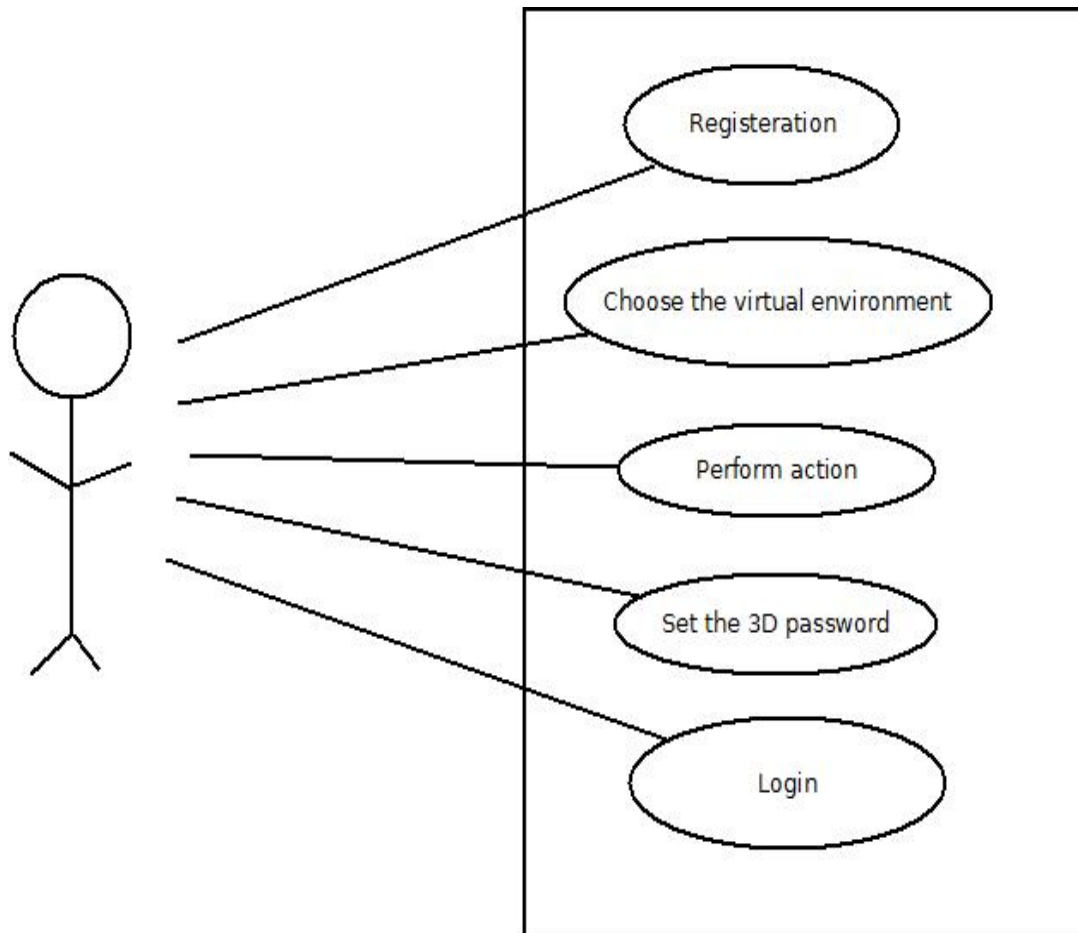 Registeration
Choose the virtual environment
Perform action
Set the 3D password
Login